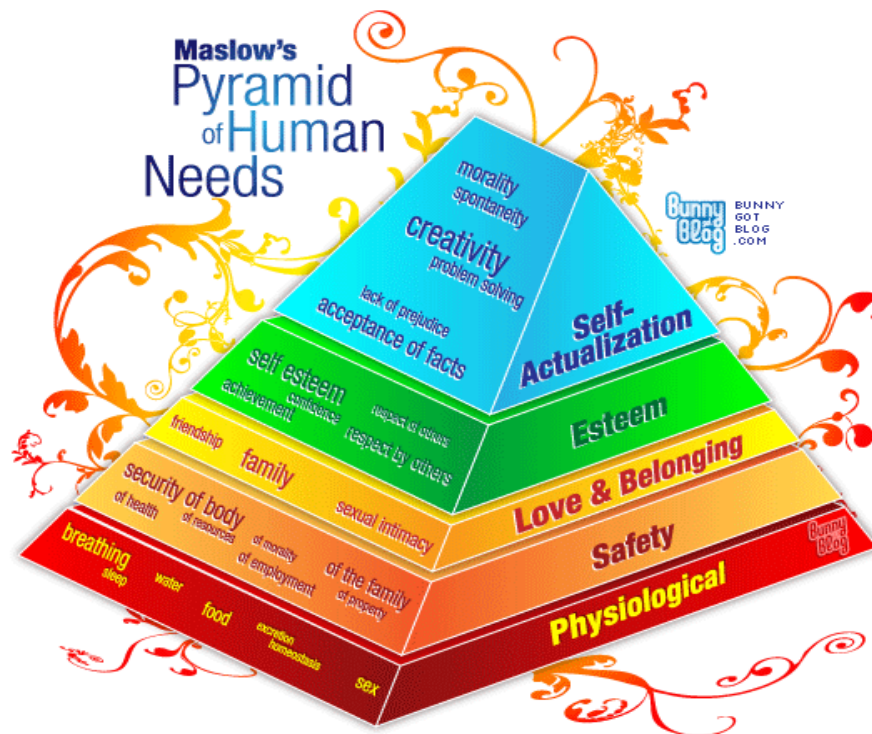 Maslow's
Pyramid
of Human
Needs
Bunny
Blog
BUNNY
GOT
BLOG
.COM
morality
spontaneity
creativity
problem solving
lack of prejudice
acceptance of facts
Self-
Actualization
self esteem
confidence
achievement
respect to others
respect by others
Esteem
friendship
family
sexual intimacy
Love & Belonging
security of body
of health
of resources
of morality
of employment
of the family
of property
Safety
Bunny
Blog
breathing
sleep
water
food
excretion
homeostasis
sex
Physiological